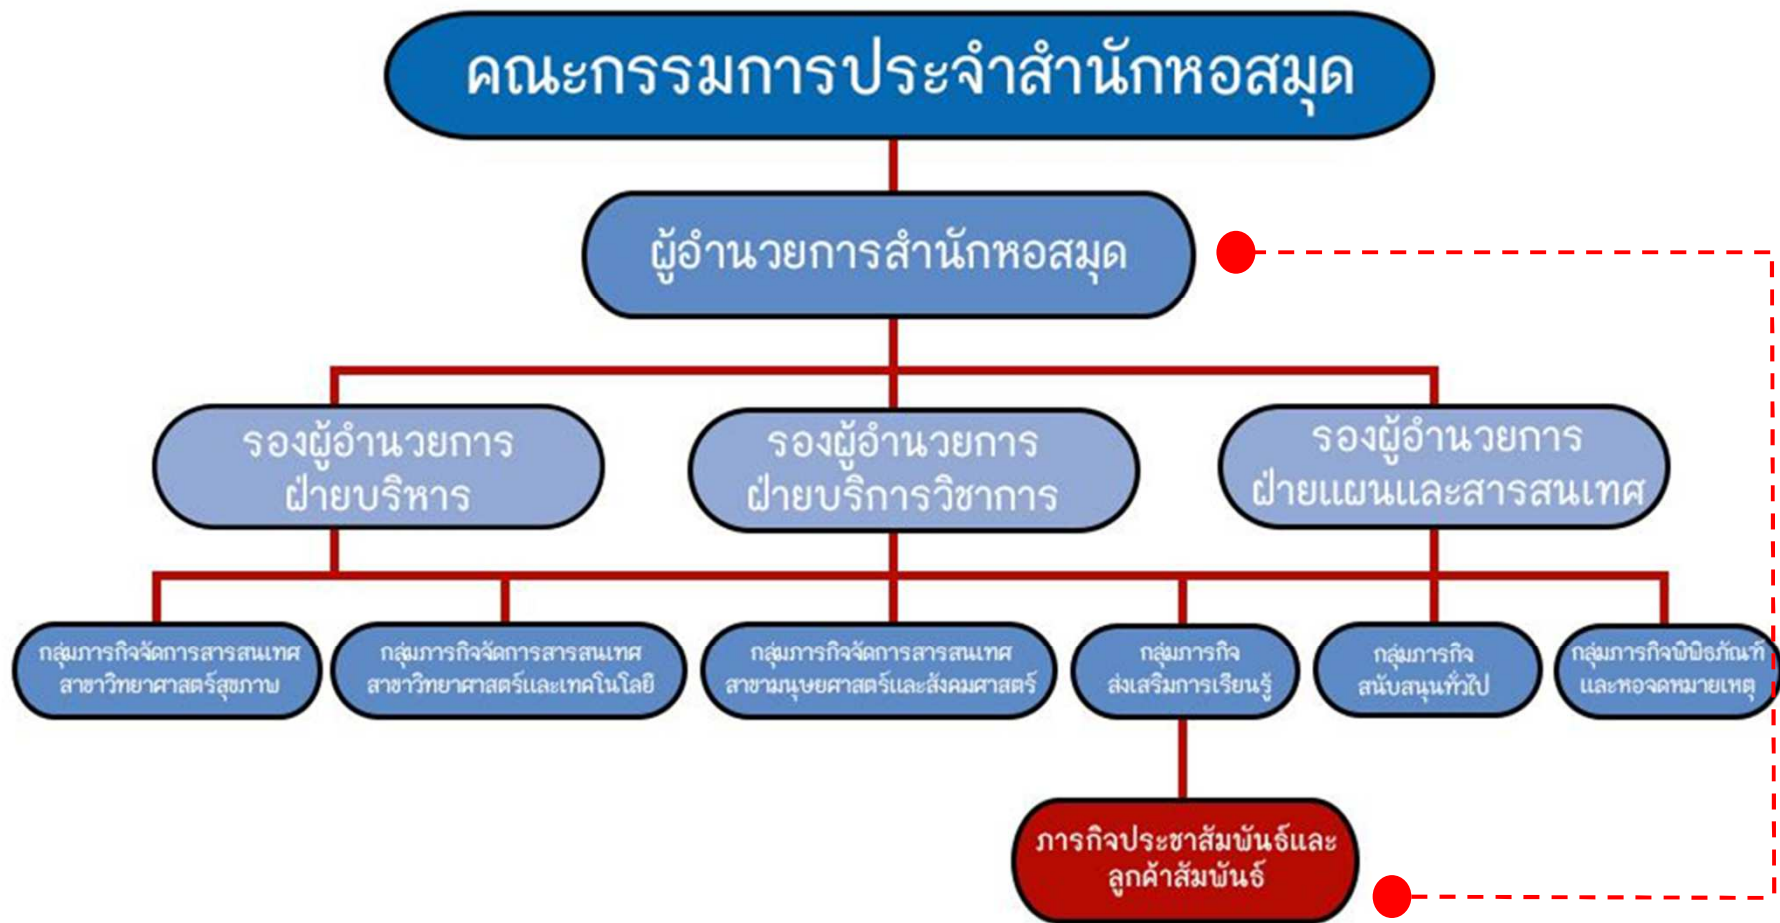 คณะกรรมการประจำสำนักหอสมุด
ผู้อำนวยการสำนักหอสมุด
รองผู้อำนวยการ
ฝ่ายบริหาร
รองผู้อำนวยการ
ฝ่ายบริการวิชาการ
รองผู้อำนวยการ
ฝ่ายแผนและสารสนเทศ
กลุ่มภารกิจจัดการสารสนเทศ
สาขาวิทยาศาสตร์สุขภาพ
กลุ่มภารกิจจัดการสารสนเทศ
สาขาวิทยาศาสตร์และเทคโนโลยี
กลุ่มภารกิจจัดการสารสนเทศ
สาขามนุษยศาสตร์และสังคมศาสตร์
กลุ่มภารกิจ
ส่งเสริมการเรียนรู้
กลุ่มภารกิจ
สนับสนุนทั่วไป
กลุ่มภารกิจพิพิธภัณฑ์
และหอจดหมายเหตุ
ภารกิจประชาสัมพันธ์และ
ลูกค้าสัมพันธ์